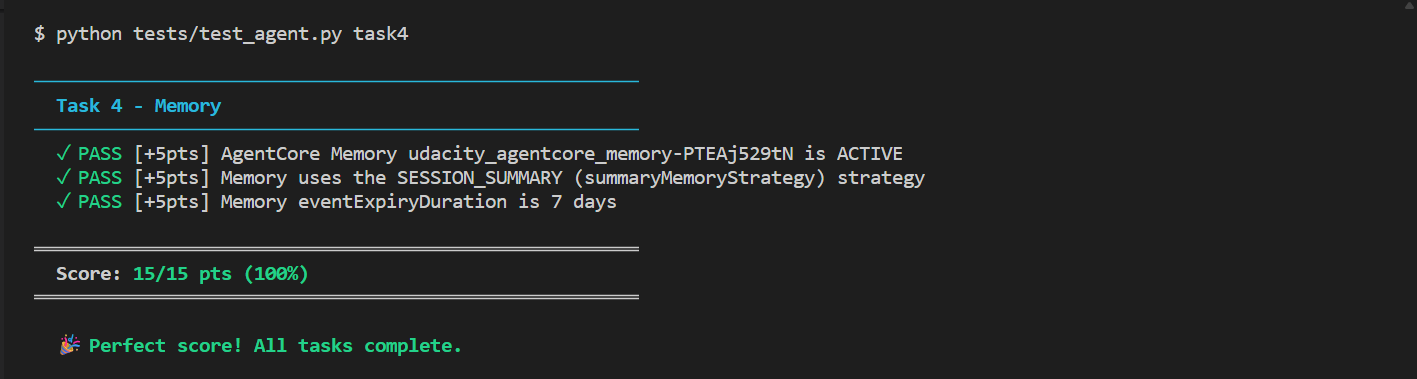 $ python tests/test_agent.py task4
Task 4 - Memory
✓ PASS [+5pts] AgentCore Memory udacity_agentcore_memory-PTEAj529tN is ACTIVE
✓ PASS [+5pts] Memory uses the SESSION_SUMMARY (summaryMemoryStrategy) strategy
✓ PASS [+5pts] Memory eventExpiryDuration is 7 days
Score: 15/15 pts (100%)
🎉 Perfect score! All tasks complete.